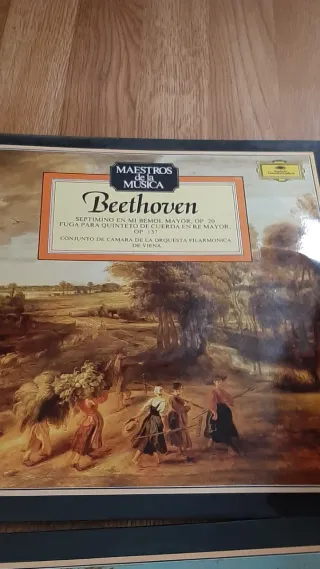 MAESTROS
de la
MUSICA
Beethoven
SEPTIMINO EN MI BEMOL MAYOR, OP. 20
FUGA PARA QUINTETO DE CUERDA EN RE MAYOR,
OP. 137
CONJUNTO DE CAMARA DE LA ORQUESTA FILARMONICA
DE VIENA